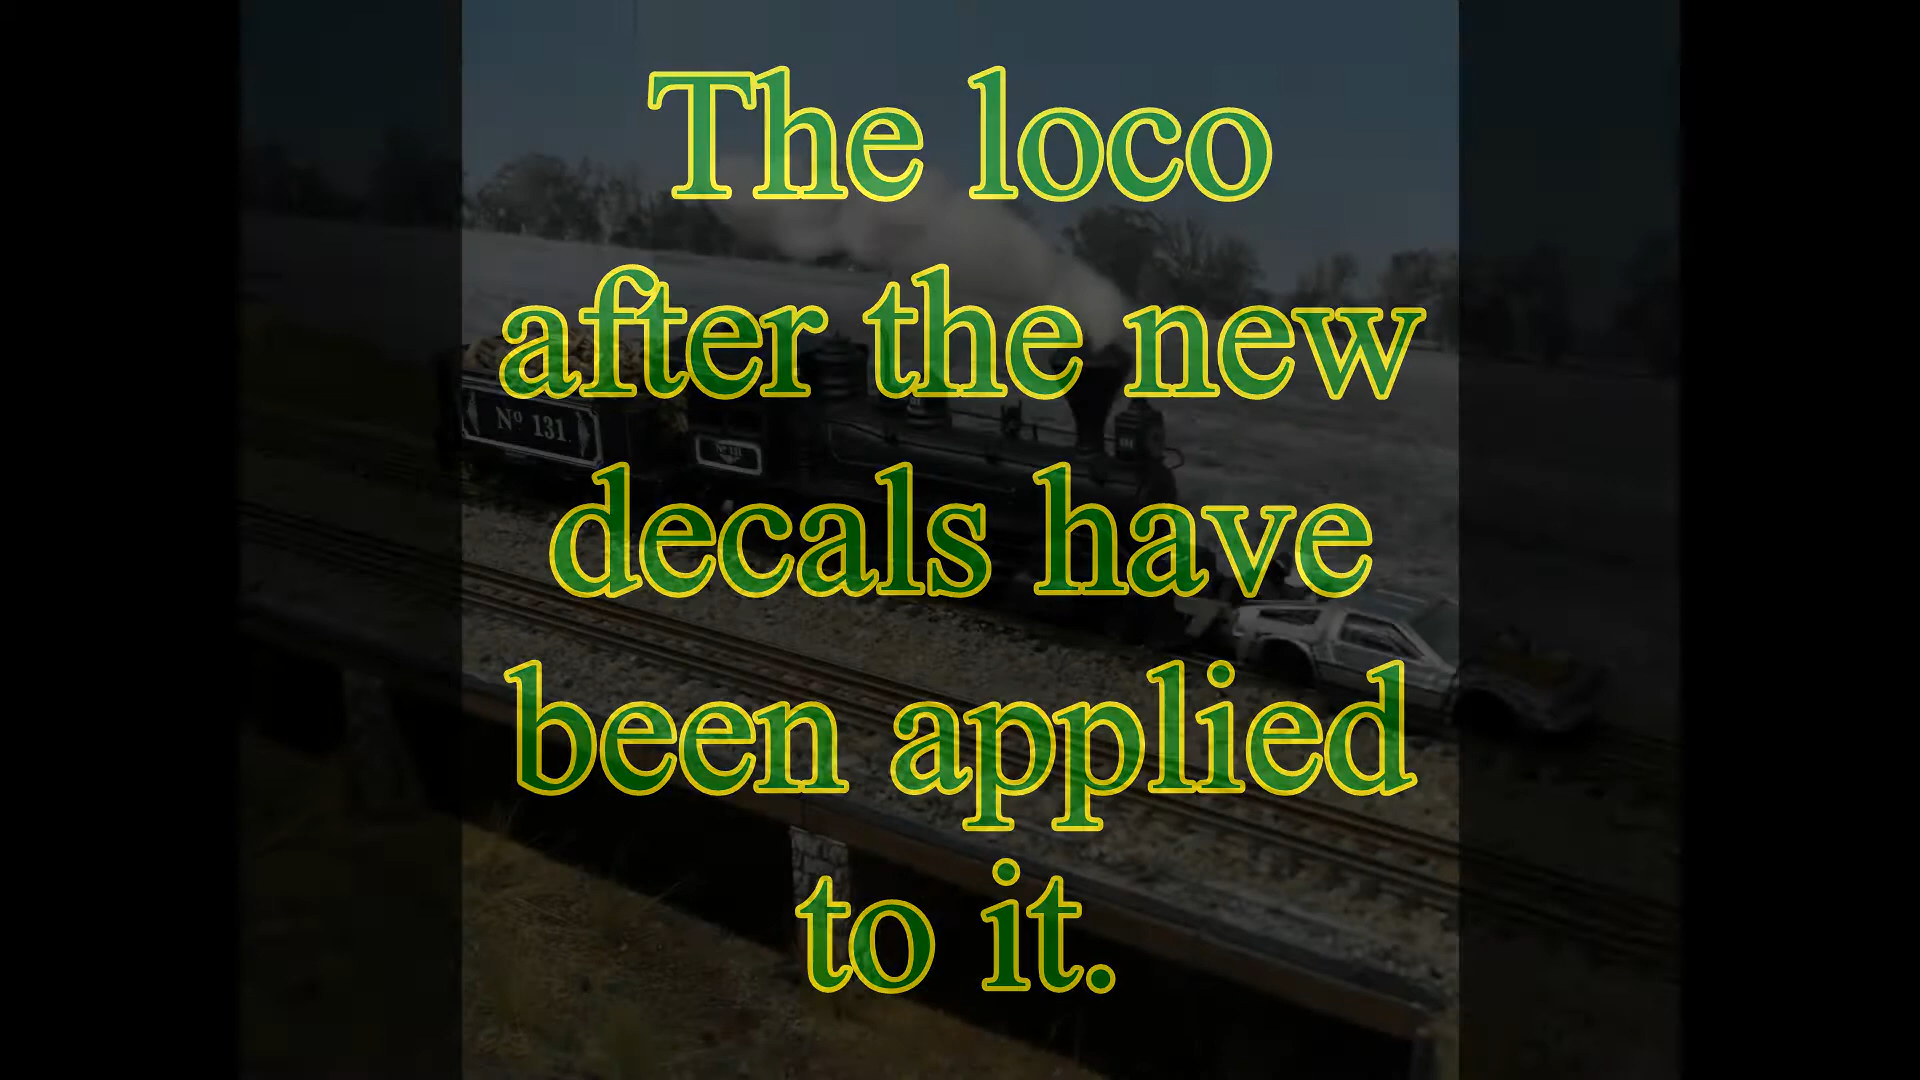 The loco
after the new
decals have
been applied
to it.
Nº 131